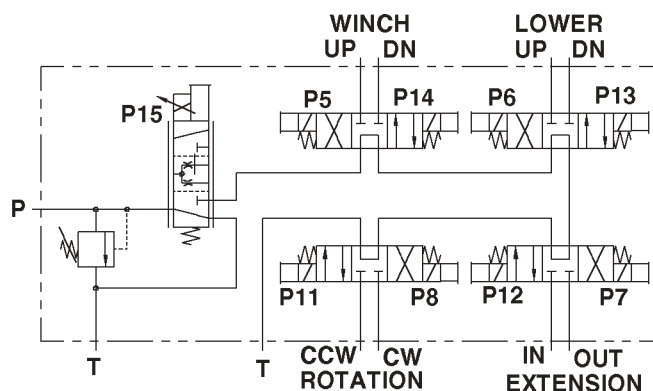 WINCH
UP DN
LOWER
UP DN
P15
P5
P14
P6
P13
P
P11
P8
P12
P7
T
T
CCW CW
ROTATION
IN OUT
EXTENSION